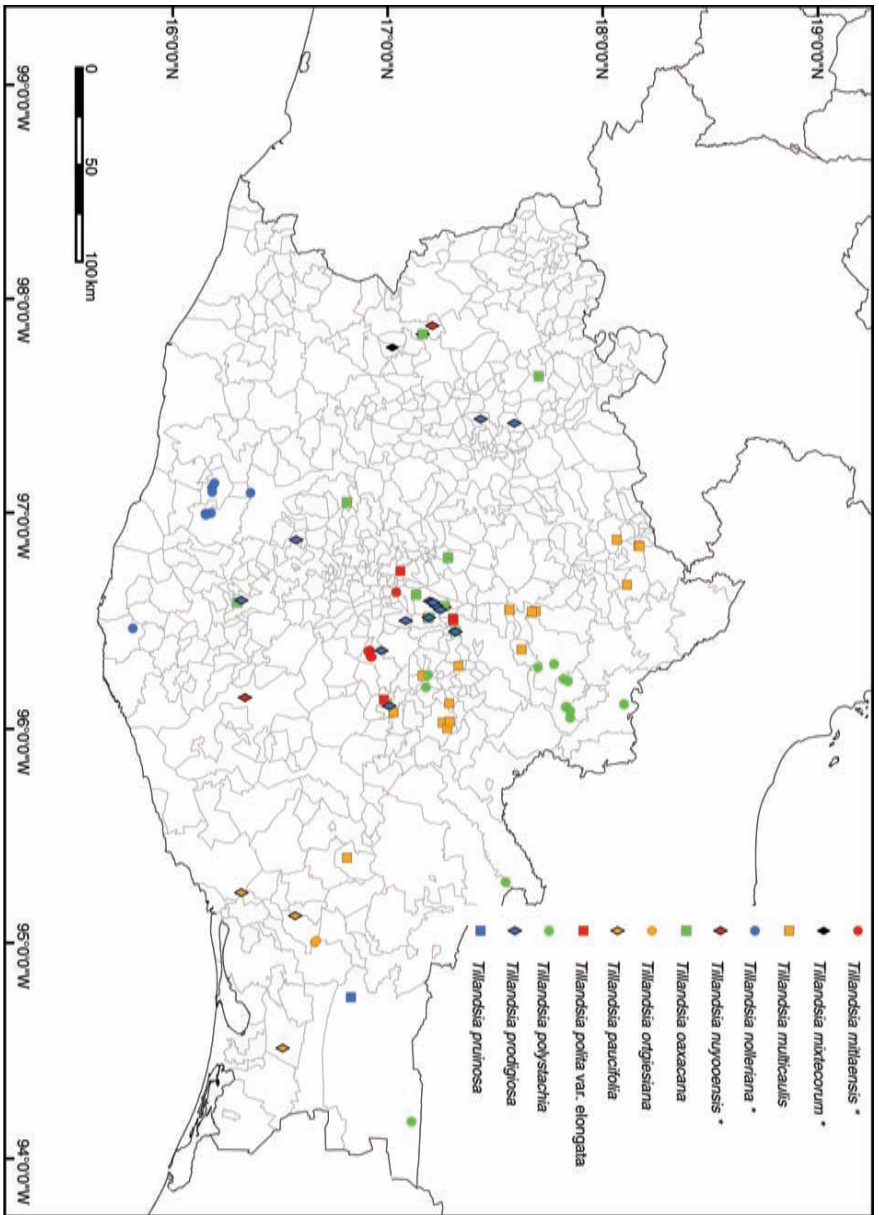 19°0'0"N
18°0'0"N
17°0'0"N
16°0'0"N
99°0'0"W
98°0'0"W
97°0'0"W
96°0'0"W
95°0'0"W
94°0'0"W
0 50 100 km
Tillandsia mitlaensis *
Tillandsia mixtecorum *
Tillandsia multicaulis
Tillandsia nolleriana *
Tillandsia nuyooensis *
Tillandsia oaxacana
Tillandsia ortgiesiana
Tillandsia paucifolia
Tillandsia polita var. elongata
Tillandsia polystachia
Tillandsia prodigiosa
Tillandsia pruinosa